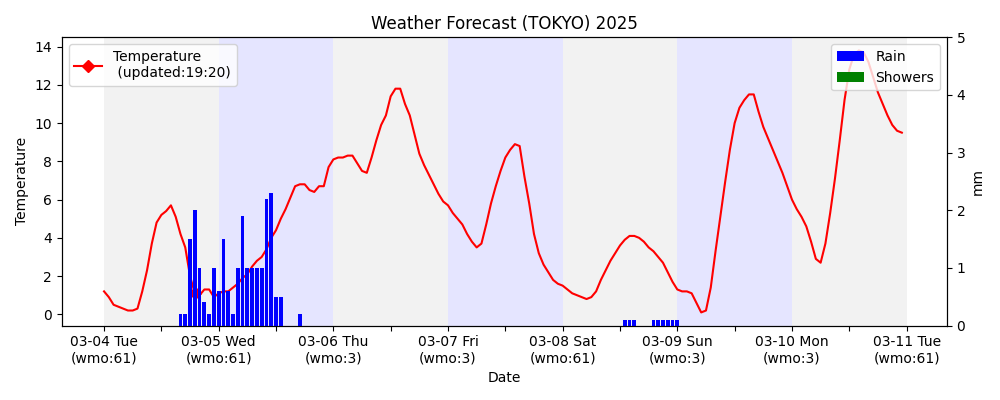 Weather Forecast (TOKYO) 2025
Temperature
(updated:19:20)
Rain
Showers
Temperature
14
12
10
8
6
4
2
0
5
4
3
2
1
0
mm
03-04 Tue
(wmo:61)
03-05 Wed
(wmo:61)
03-06 Thu
(wmo:3)
03-07 Fri
(wmo:3)
03-08 Sat
(wmo:61)
03-09 Sun
(wmo:3)
03-10 Mon
(wmo:3)
03-11 Tue
(wmo:61)
Date